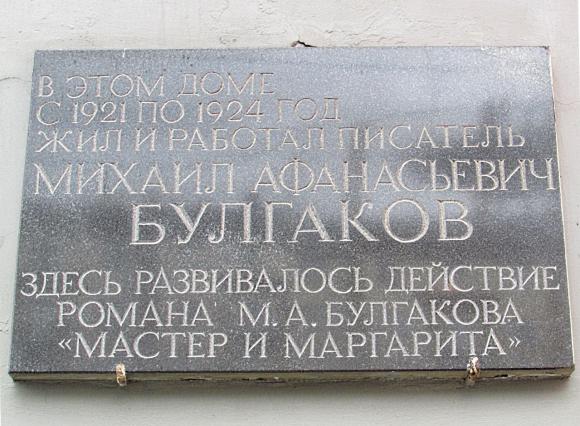 В ЭТОМ ДОМЕ
С 1921 ПО 1924 ГОД
ЖИЛ И РАБОТАЛ ПИСАТЕЛЬ
МИХАИЛ АФАНАСЬЕВИЧ
БУЛГАКОВ
ЗДЕСЬ РАЗВИВАЛОСЬ ДЕЙСТВИЕ
РОМАНА М.А. БУЛГАКОВА
«МАСТЕР И МАРГАРИТА»